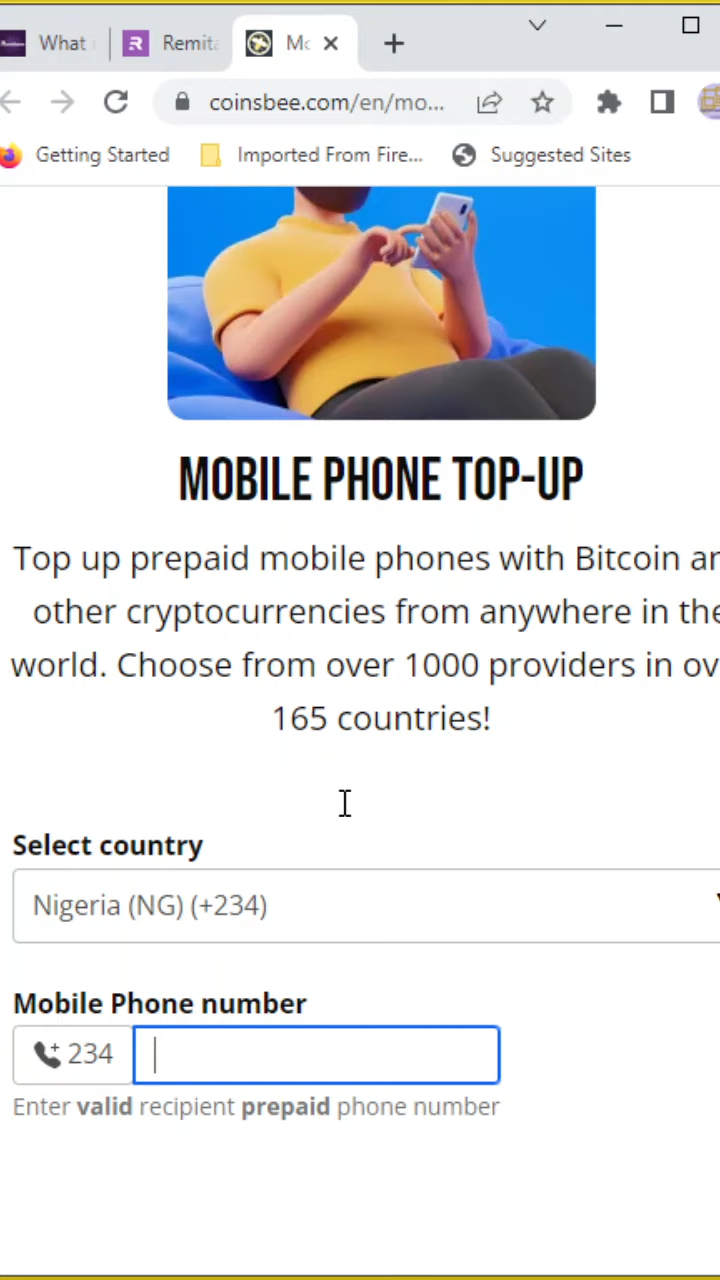 What
Remita
Mo
coinsbee.com/en/mo...
Getting Started
Imported From Fire...
Suggested Sites
MOBILE PHONE TOP-UP
Top up prepaid mobile phones with Bitcoin
other cryptocurrencies from anywhere in the
world. Choose from over 1000 providers in
165 countries!
Select country
Nigeria (NG) (+234)
Mobile Phone number
234
Enter valid recipient prepaid phone number